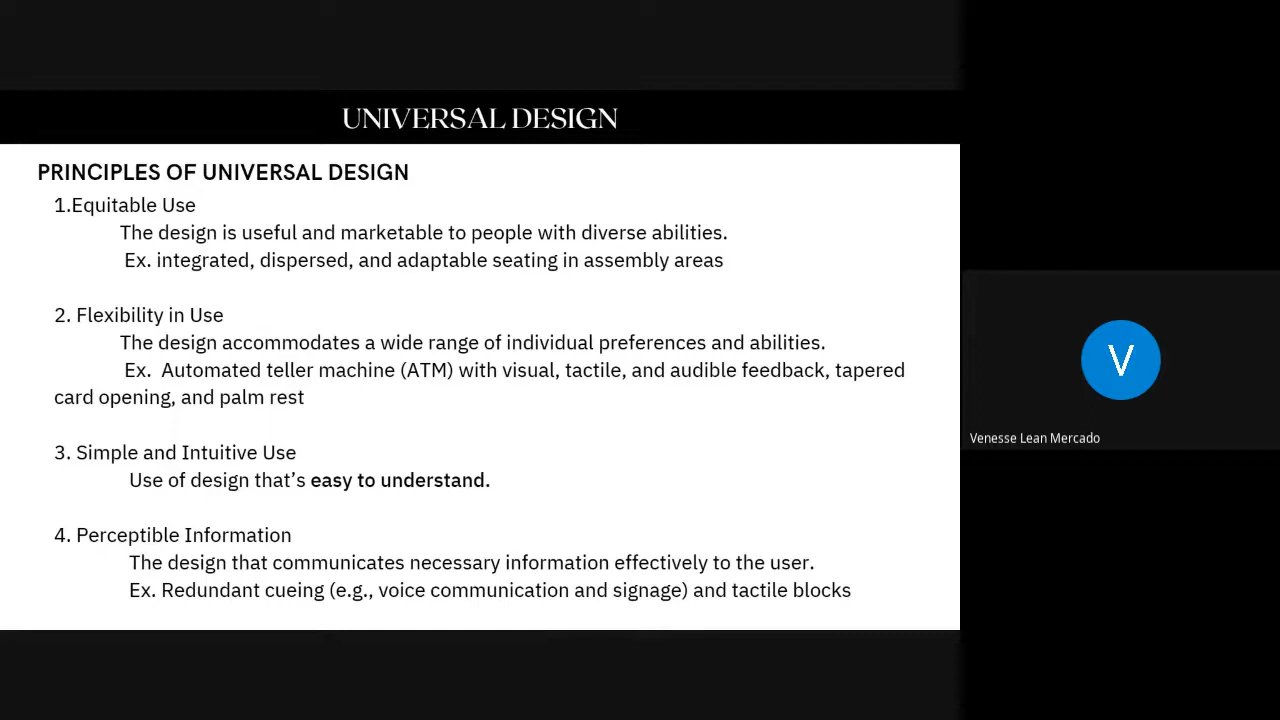 UNIVERSAL DESIGN
PRINCIPLES OF UNIVERSAL DESIGN
1.Equitable Use
The design is useful and marketable to people with diverse abilities.
Ex. integrated, dispersed, and adaptable seating in assembly areas
2. Flexibility in Use
The design accommodates a wide range of individual preferences and abilities.
Ex. Automated teller machine (ATM) with visual, tactile, and audible feedback, tapered
card opening, and palm rest
3. Simple and Intuitive Use
Use of design that’s easy to understand.
4. Perceptible Information
The design that communicates necessary information effectively to the user.
Ex. Redundant cueing (e.g., voice communication and signage) and tactile blocks
V
Venesse Lean Mercado